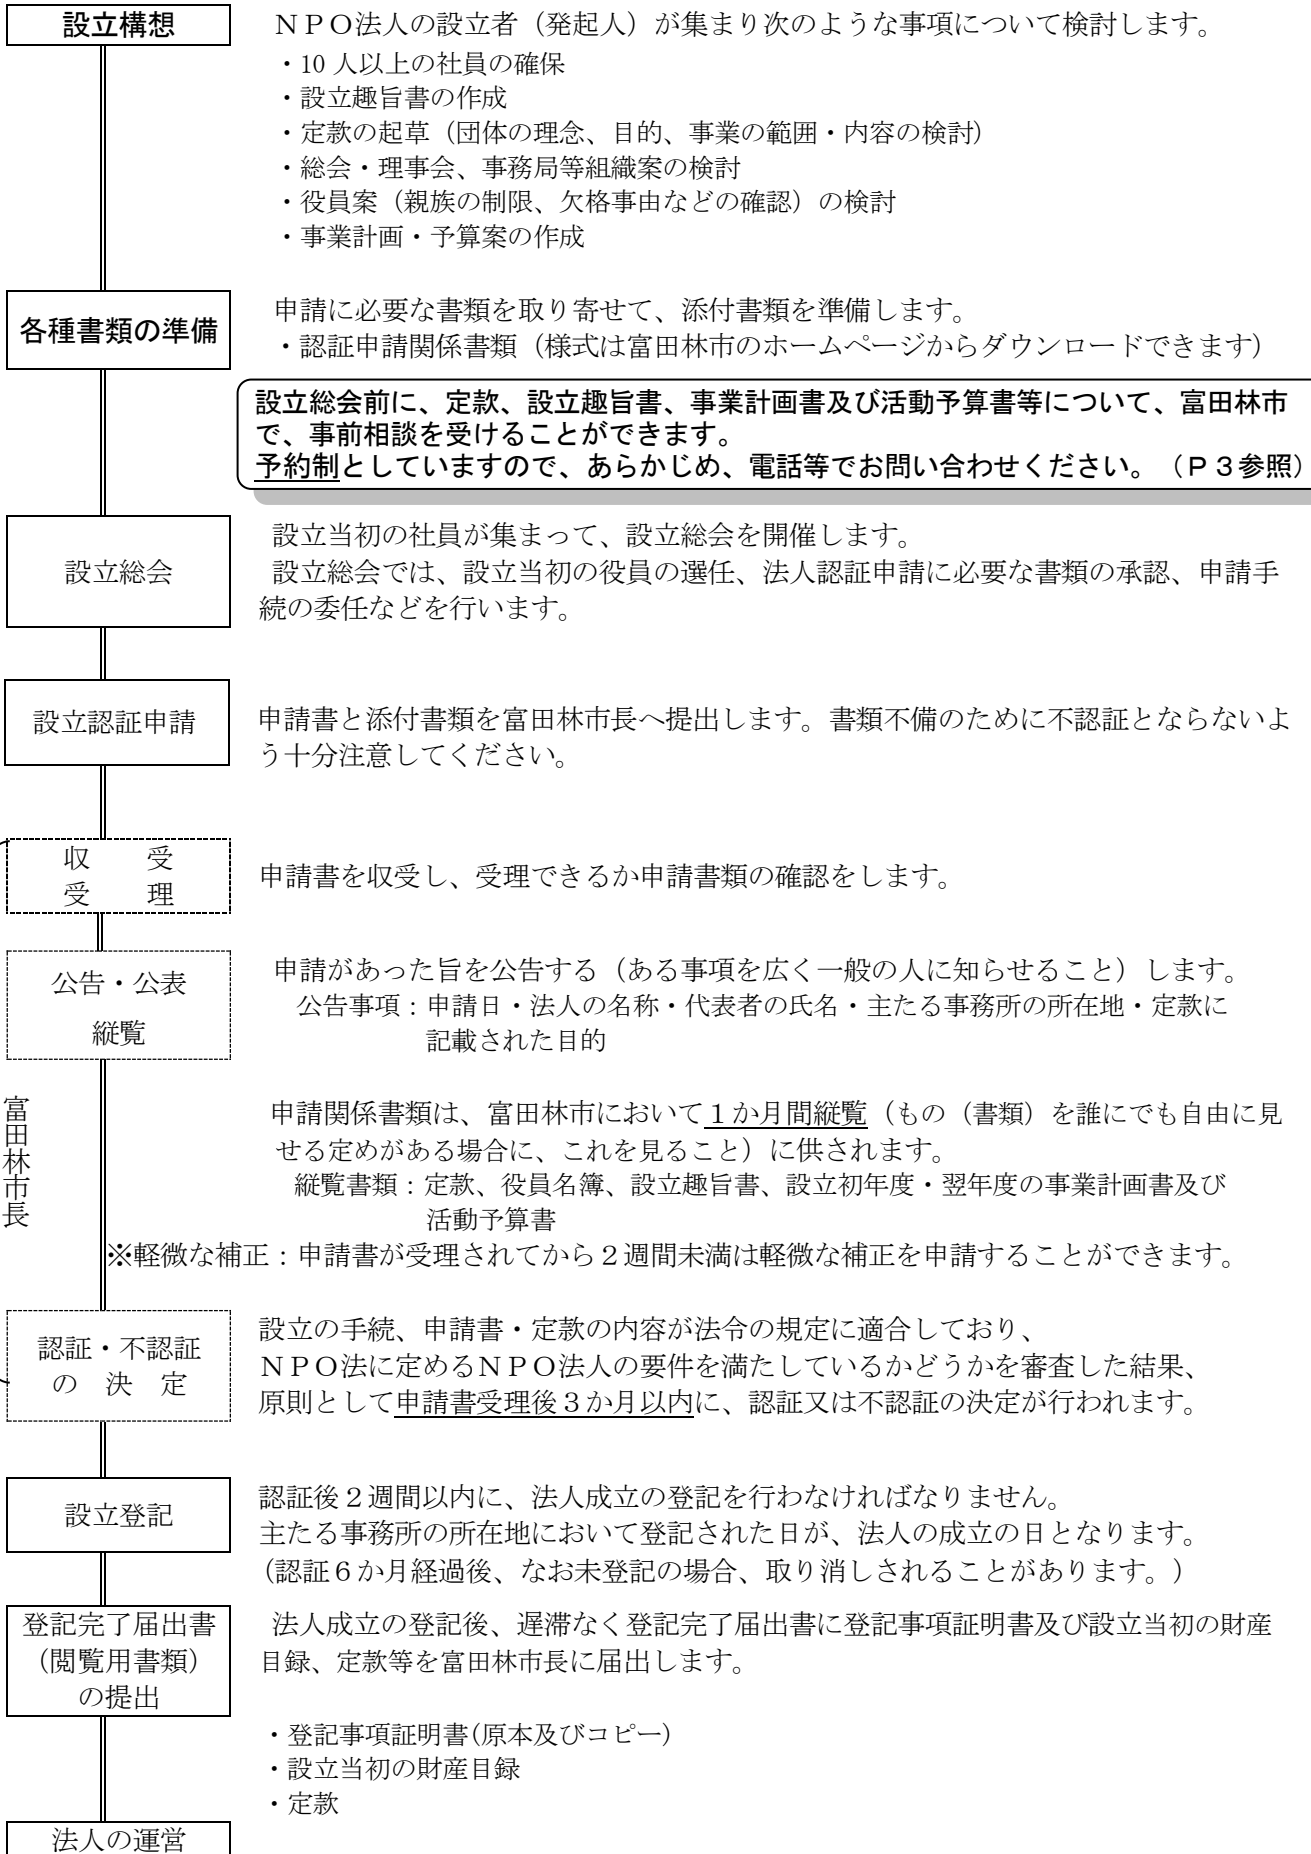 設立構想
ＮＰＯ法人の設立者（発起人）が集まり次のような事項について検討します。
・10 人以上の社員の確保
・設立趣旨書の作成
・定款の起草（団体の理念、目的、事業の範囲・内容の検討）
・総会・理事会、事務局等組織案の検討
・役員案（親族の制限、欠格事由などの確認）の検討
・事業計画・予算案の作成
各種書類の準備
申請に必要な書類を取り寄せて、添付書類を準備します。
・認証申請関係書類（様式は富田林市のホームページからダウンロードできます）
設立総会前に、定款、設立趣旨書、事業計画書及び活動予算書等について、富田林市
で、事前相談を受けることができます。
予約制としていますので、あらかじめ、電話等でお問い合わせください。（Ｐ３参照）
設立総会
設立当初の社員が集まって、設立総会を開催します。
設立総会では、設立当初の役員の選任、法人認証申請に必要な書類の承認、申請手
続の委任などを行います。
設立認証申請
申請書と添付書類を富田林市長へ提出します。書類不備のために不認証とならないよ
う十分注意してください。
収　　受
受　　理
申請書を収受し、受理できるか申請書類の確認をします。
公告・公表
縦覧
申請があった旨を公告する（ある事項を広く一般の人に知らせること）します。
公告事項：申請日・法人の名称・代表者の氏名・主たる事務所の所在地・定款に
記載された目的
富田林市長
申請関係書類は、富田林市において１か月間縦覧（もの（書類）を誰にでも自由に見
せる定めがある場合に、これを見ること）に供されます。
縦覧書類：定款、役員名簿、設立趣旨書、設立初年度・翌年度の事業計画書及び
活動予算書
※軽微な補正：申請書が受理されてから２週間未満は軽微な補正を申請することができます。
認証・不認証
の　決　定
設立の手続、申請書・定款の内容が法令の規定に適合しており、
ＮＰＯ法に定めるＮＰＯ法人の要件を満たしているかどうかを審査した結果、
原則として申請書受理後３か月以内に、認証又は不認証の決定が行われます。
設立登記
認証後２週間以内に、法人成立の登記を行わなければなりません。
主たる事務所の所在地において登記された日が、法人の成立の日となります。
(認証６か月経過後、なお未登記の場合、取り消しされることがあります。）
登記完了届出書
（閲覧用書類）
の提出
法人成立の登記後、遅滞なく登記完了届出書に登記事項証明書及び設立当初の財産
目録、定款等を富田林市長に届出します。
・登記事項証明書(原本及びコピー)
・設立当初の財産目録
・定款
法人の運営